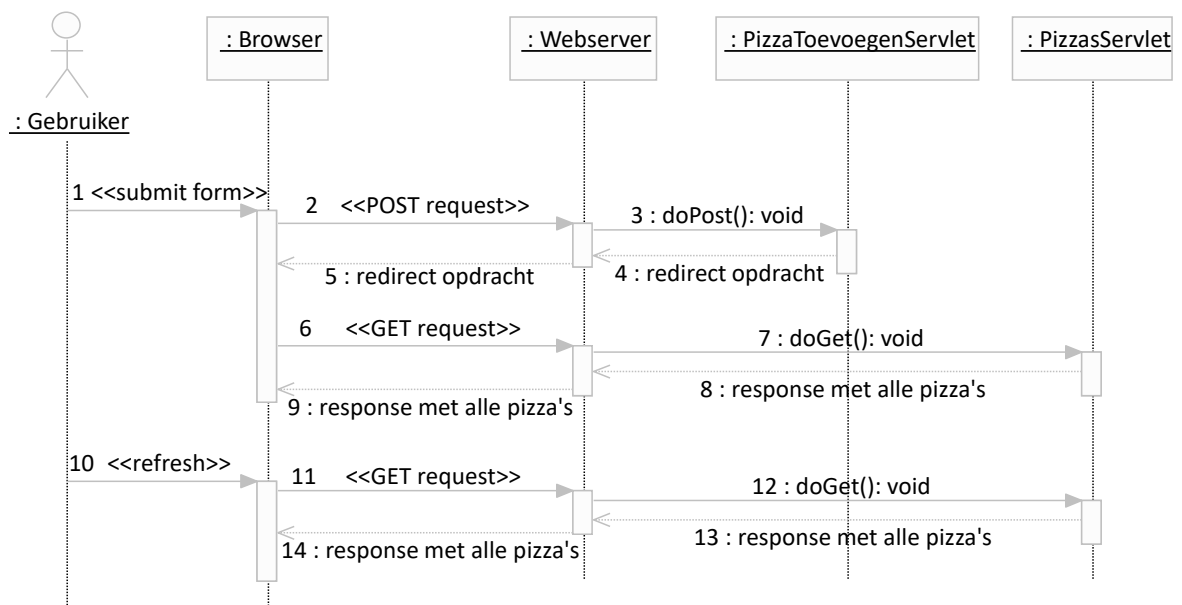 : Browser
: Webserver
: PizzaToevoegenServlet
: PizzasServlet
: Gebruiker
1 <<submit form>>
2 <<POST request>>
3 : doPost(): void
4 : redirect opdracht
5 : redirect opdracht
6 <<GET request>>
7 : doGet(): void
8 : response met alle pizza's
9 : response met alle pizza's
10 <<refresh>>
11 <<GET request>>
12 : doGet(): void
13 : response met alle pizza's
14 : response met alle pizza's